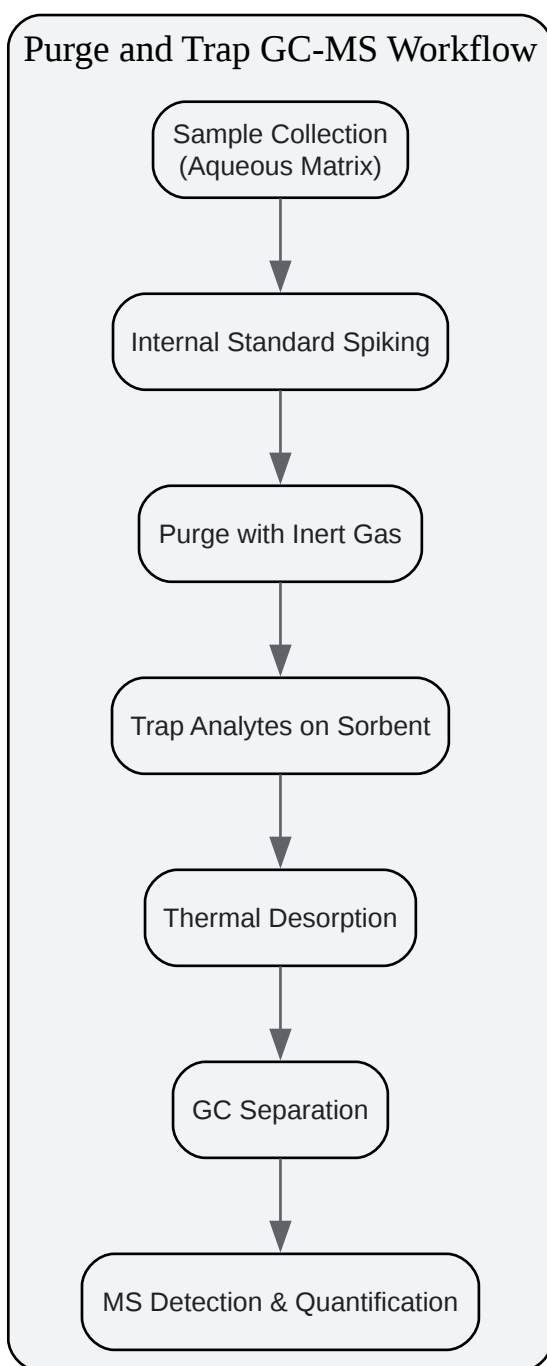 Purge and Trap GC-MS Workflow
Sample Collection
(Aqueous Matrix)
Internal Standard Spiking
Purge with Inert Gas
Trap Analytes on Sorbent
Thermal Desorption
GC Separation
MS Detection & Quantification